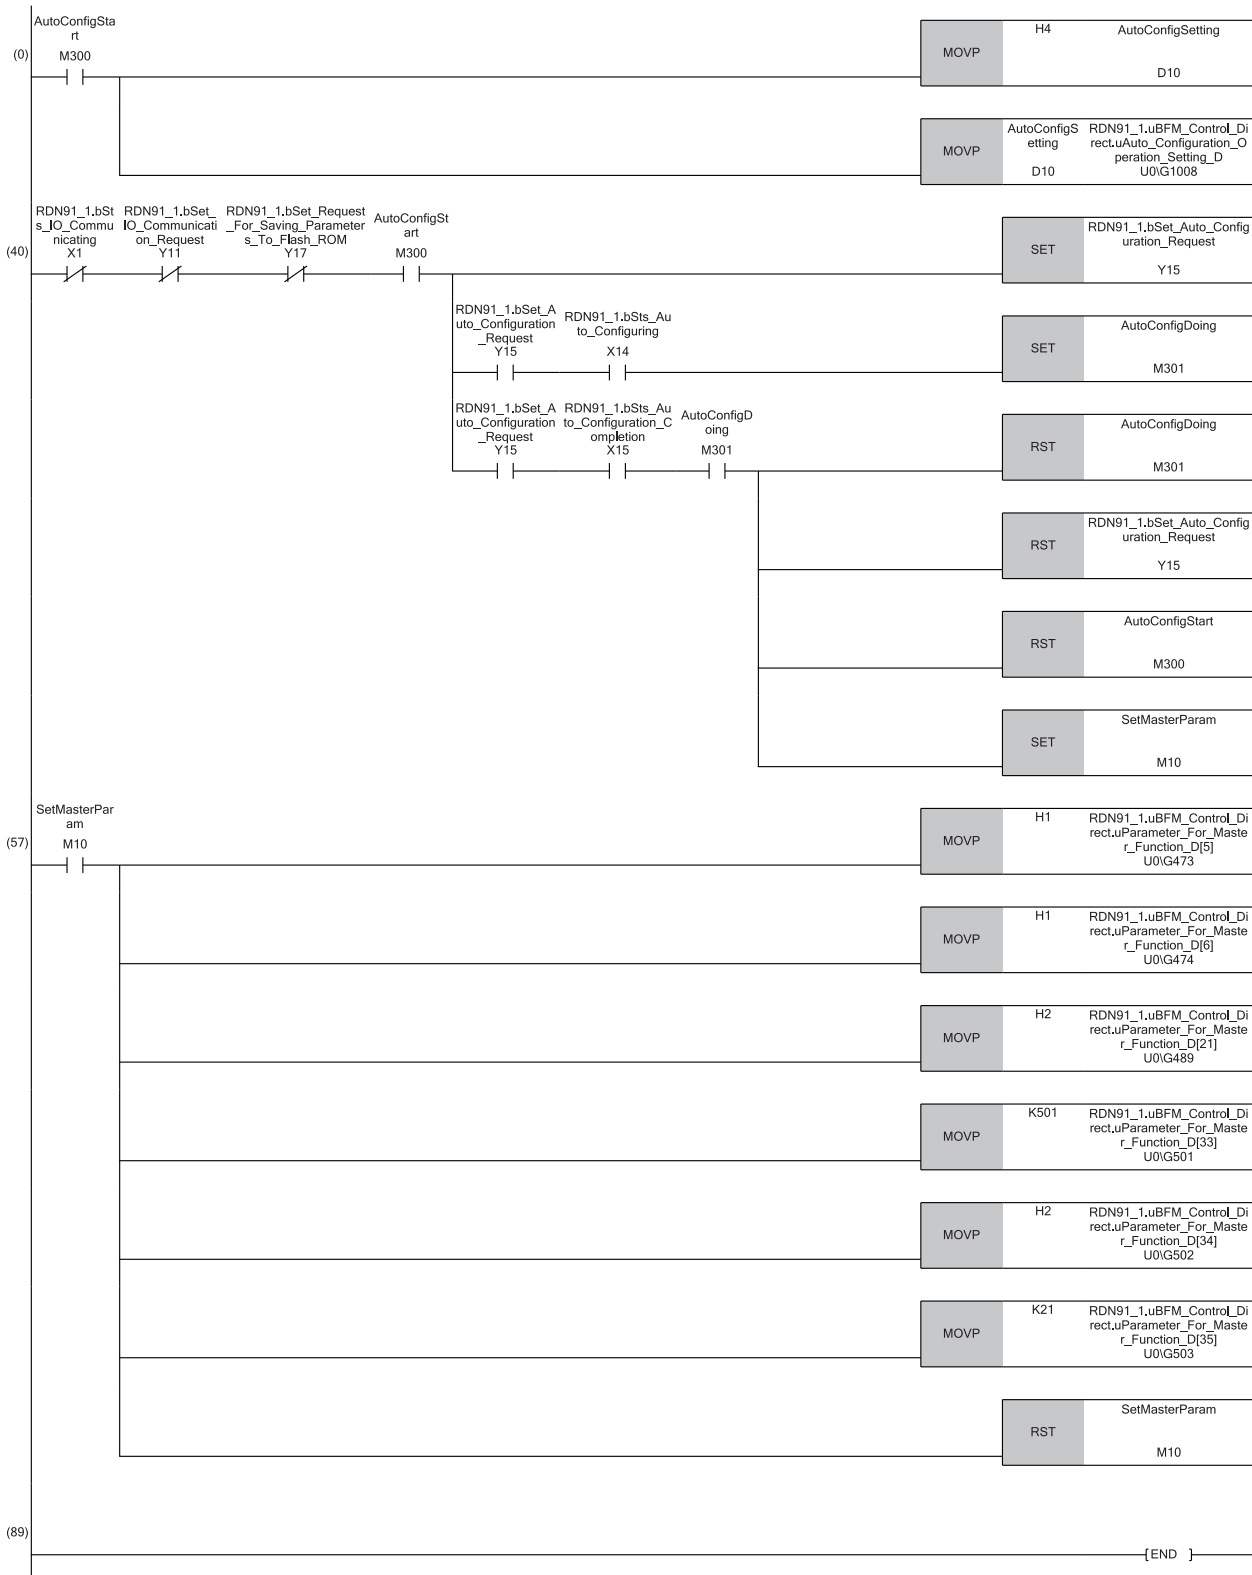 AutoConfigSta
rt
(0)
M300
MOVP
H4
AutoConfigSetting
D10
MOVP
AutoConfigS
etting
D10
RDN91_1.uBFM_Control_Di
rect.uAuto_Configuration_O
peration_Setting_D
U0\G1008
(40)
RDN91_1.bSt
s_IO_Commu
nicating
X1
RDN91_1.bSet_
IO_Communicati
on_Request
Y11
RDN91_1.bSet_Request
_For_Saving_Parameter
s_To_Flash_ROM
Y17
AutoConfigSt
art
M300
SET
RDN91_1.bSet_Auto_Config
uration_Request
Y15
RDN91_1.bSet_A
uto_Configuration
_Request
Y15
RDN91_1.bSts_Au
to_Configuring
X14
SET
AutoConfigDoing
M301
RDN91_1.bSet_A
uto_Configuration
_Request
Y15
RDN91_1.bSts_Au
to_Configuration_C
ompletion
X15
AutoConfigD
oing
M301
RST
AutoConfigDoing
M301
RST
RDN91_1.bSet_Auto_Config
uration_Request
Y15
RST
AutoConfigStart
M300
SET
SetMasterParam
M10
SetMasterPar
am
(57)
M10
MOVP
H1
RDN91_1.uBFM_Control_Di
rect.uParameter_For_Maste
r_Function_D[5]
U0\G473
MOVP
H1
RDN91_1.uBFM_Control_Di
rect.uParameter_For_Maste
r_Function_D[6]
U0\G474
MOVP
H2
RDN91_1.uBFM_Control_Di
rect.uParameter_For_Maste
r_Function_D[21]
U0\G489
MOVP
K501
RDN91_1.uBFM_Control_Di
rect.uParameter_For_Maste
r_Function_D[33]
U0\G501
MOVP
H2
RDN91_1.uBFM_Control_Di
rect.uParameter_For_Maste
r_Function_D[34]
U0\G502
MOVP
K21
RDN91_1.uBFM_Control_Di
rect.uParameter_For_Maste
r_Function_D[35]
U0\G503
RST
SetMasterParam
M10
(89)
[END ]